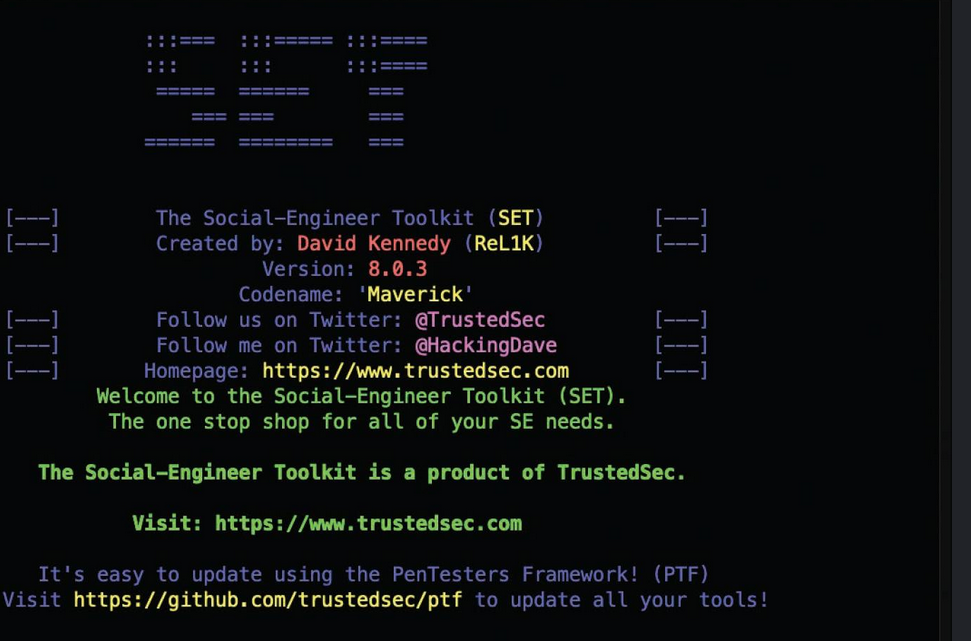 :::===  :::===== :::====
:::     :::      :::====
 =====  ======     ===
    === ===        ===
======  ========   ===
[---] The Social-Engineer Toolkit (SET) [---]
[---] Created by: David Kennedy (ReL1K) [---]
Version: 8.0.3
Codename: 'Maverick'
[---] Follow us on Twitter: @TrustedSec [---]
[---] Follow me on Twitter: @HackingDave [---]
[---] Homepage: https://www.trustedsec.com [---]
Welcome to the Social-Engineer Toolkit (SET).
The one stop shop for all of your SE needs.
The Social-Engineer Toolkit is a product of TrustedSec.
Visit: https://www.trustedsec.com
It's easy to update using the PenTesters Framework! (PTF)
Visit https://github.com/trustedsec/ptf to update all your tools!